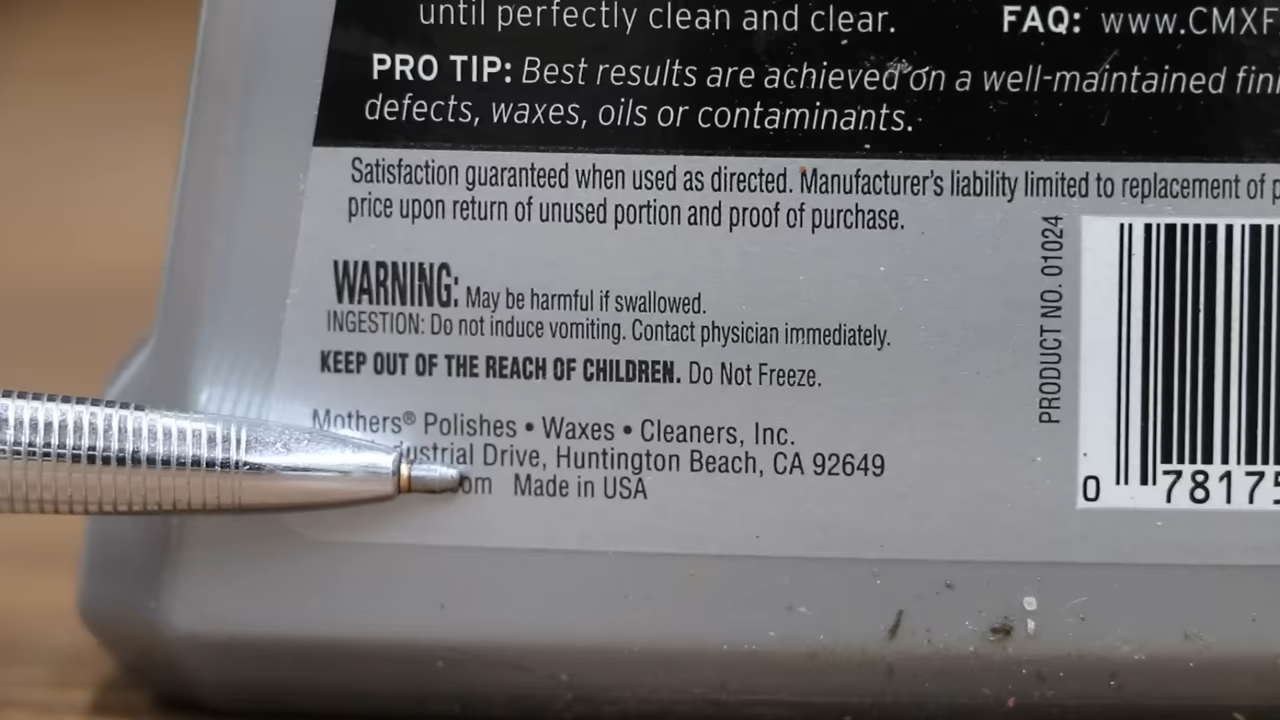 until perfectly clean and clear.
FAQ: www.CMXF
PRO TIP: Best results are achieved on a well-maintained fini
defects, waxes, oils or contaminants.
Satisfaction guaranteed when used as directed. Manufacturer's liability limited to replacement of p
price upon return of unused portion and proof of purchase.
WARNING: May be harmful if swallowed.
INGESTION: Do not induce vomiting. Contact physician immediately.
KEEP OUT OF THE REACH OF CHILDREN. Do Not Freeze.
Mothers® Polishes • Waxes • Cleaners, Inc.
Drive, Huntington Beach, CA 92649
Made in USA
PRODUCT NO. 01024
0 78175